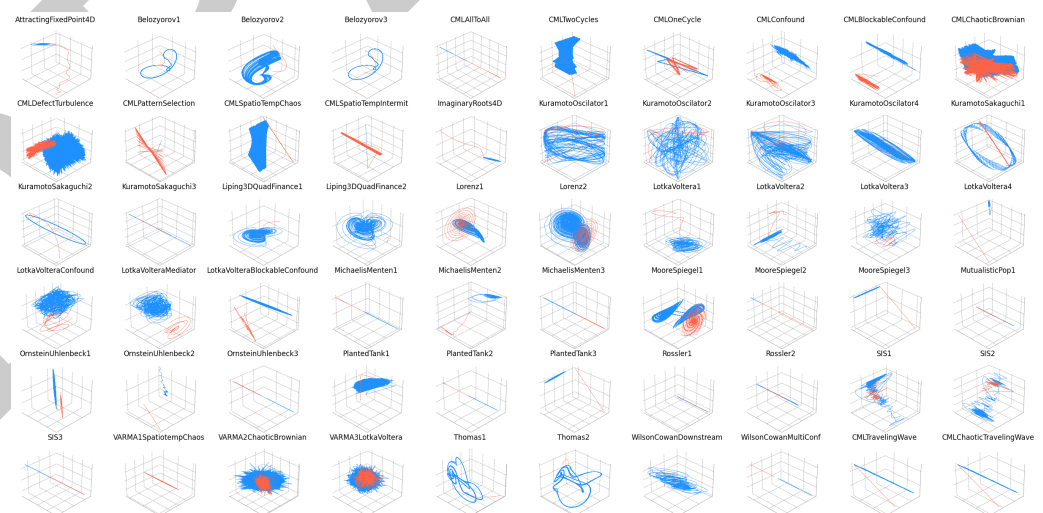 AttractingFixedPoint4D Belozyorov1 Belozyorov2 Belozyorov3 CMLAllToAll CMLTwoCycles CMLOneCycle CMLConfound CMLBlockableConfound CMLChaoticBrownian
CMLDefectTurbulence CMLPatternSelection CMLSpatioTempChaos CMLSpatioTempIntermit ImaginaryRoots4D KuramotoOscilator1 KuramotoOscilator2 KuramotoOscilator3 KuramotoOscilator4 KuramotoSakaguchi1
KuramotoSakaguchi2 KuramotoSakaguchi3 Liping3DQuadFinance1 Liping3DQuadFinance2 Lorenz1 Lorenz2 LotkaVoltera1 LotkaVoltera2 LotkaVoltera3 LotkaVoltera4
LotkaVolteraConfound LotkaVolteraMediator LotkaVolteraBlockableConfound MichaelisMenten1 MichaelisMenten2 MichaelisMenten3 MooreSpiegel1 MooreSpiegel2 MooreSpiegel3 MutualisticPop1
OrnsteinUhlenbeck1 OrnsteinUhlenbeck2 OrnsteinUhlenbeck3 PlantedTank1 PlantedTank2 PlantedTank3 Rossler1 Rossler2 SIS1 SIS2
SIS3 VARMA1SpatiotempChaos VARMA2ChaoticBrownian VARMA3LotkaVoltera Thomas1 Thomas2 WilsonCowanDownstream WilsonCowanMultiConf CMLTravelingWave CMLChaoticTravelingWave